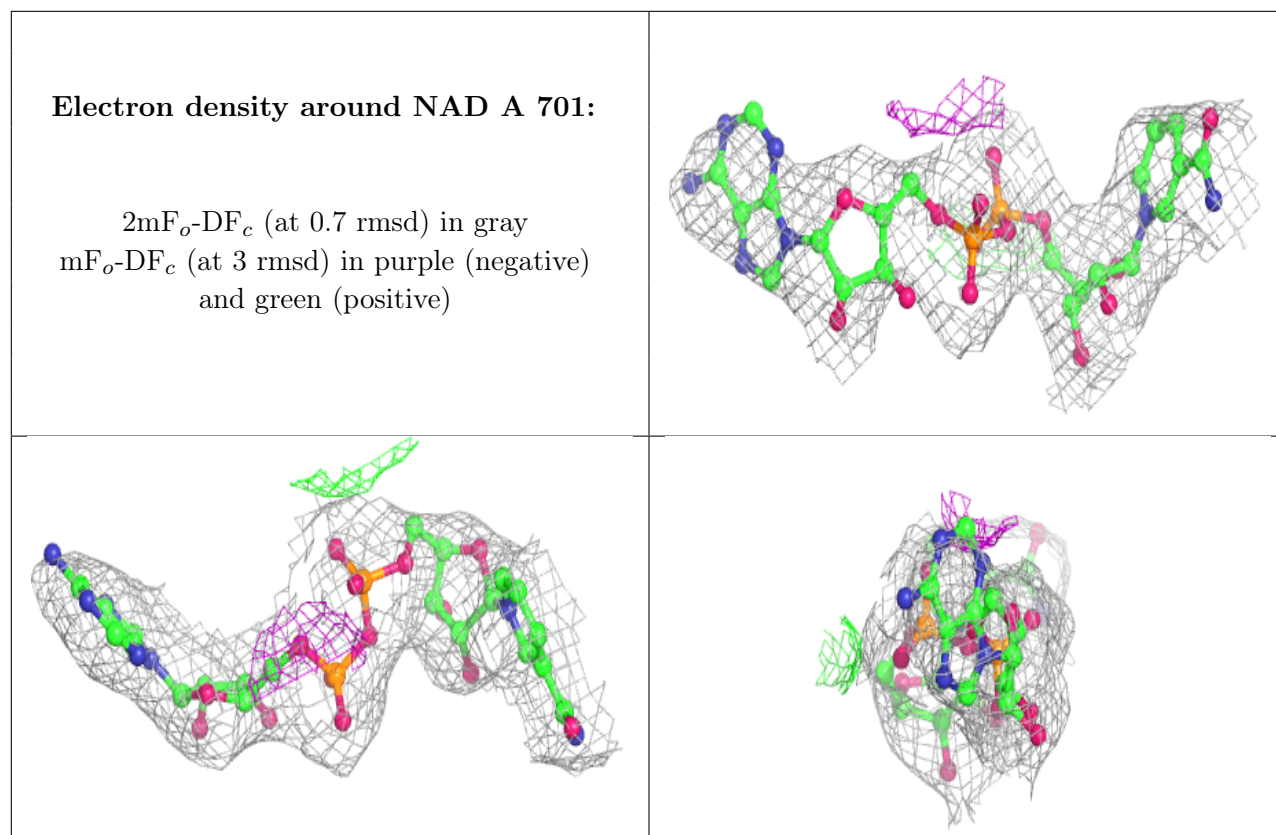 Electron density around NAD A 701:
2mFo-DFc (at 0.7 rmsd) in gray
mFo-DFc (at 3 rmsd) in purple (negative)
and green (positive)